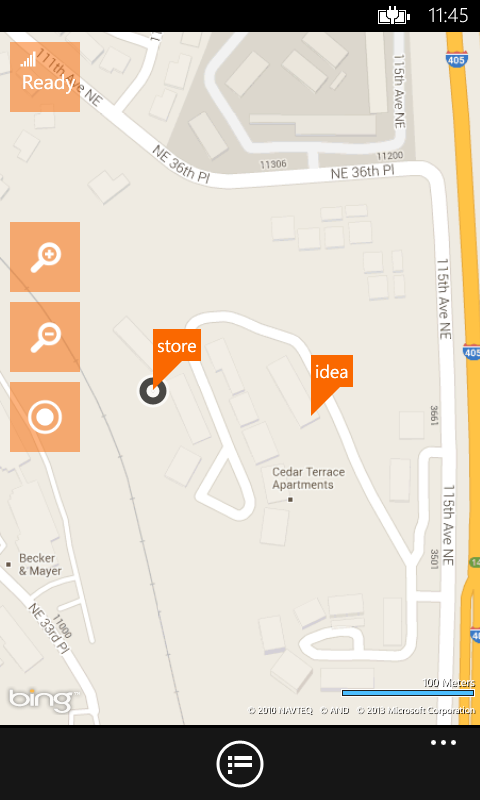 11:45
Ready
111th Ave NE
115th Ave NE
405
NE 36th Pl
11306
11200
NE 36th Pl
115th Ave NE
405
store
idea
3661
Cedar Terrace
Apartments
115th Ave NE
3501
Becker
& Mayer
11000
NE 33rd Pl
100 Meters
bing™
© 2010 NAVTEQ © AND © 2013 Microsoft Corporation